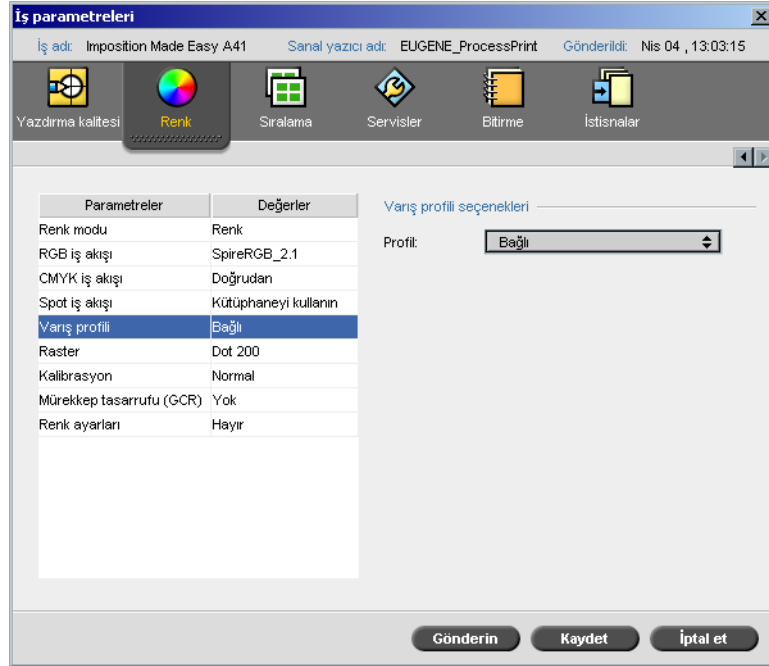 İş parametreleri
İş adı: Imposition Made Easy A41 Sanal yazıcı adı: EUGENE_ProcessPrint Gönderildi: Nis 04 , 13:03:15
Yazdırma kalitesi Renk Sıralama Servisler Bitirme İstisnalar
Parametreler Değerler
Renk modu Renk
RGB iş akışı SpireRGB_2.1
CMYK iş akışı Doğrudan
Spot iş akışı Kütüphaneyi kullanın
Varış profili Bağlı
Raster Dot 200
Kalibrasyon Normal
Mürekkep tasarrufu (GCR) Yok
Renk ayarları Hayır
Varış profili seçenekleri
Profil: Bağlı
Gönderin Kaydet İptal et